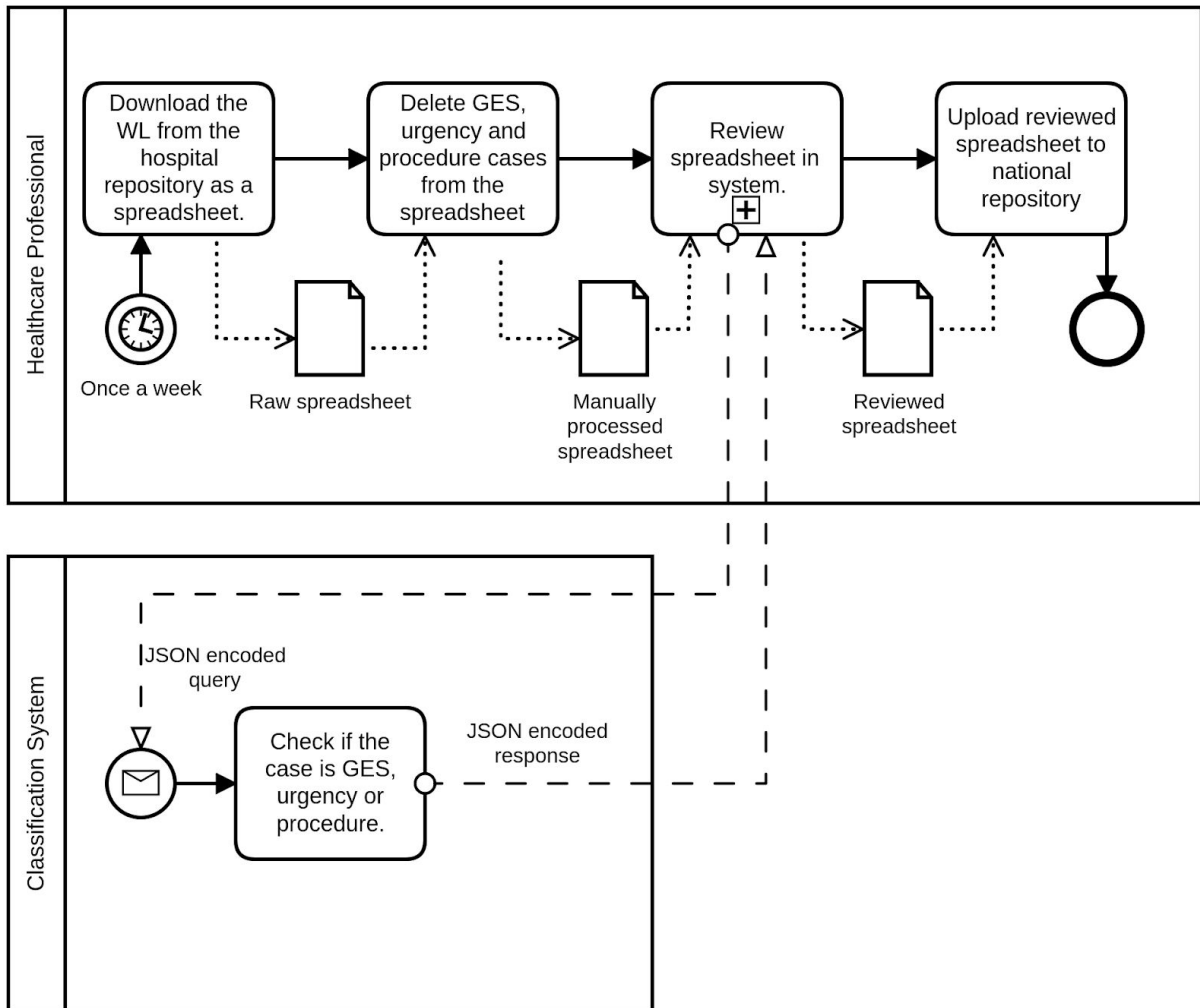 Healthcare Professional
Download the
WL from the
hospital
repository as a
spreadsheet.
Delete GES,
urgency and
procedure cases
from the
spreadsheet
Review
spreadsheet in
system.
Upload reviewed
spreadsheet to
national
repository
Once a week
Raw spreadsheet
Manually
processed
spreadsheet
Reviewed
spreadsheet
Classification System
JSON encoded
query
Check if the
case is GES,
urgency or
procedure.
JSON encoded
response